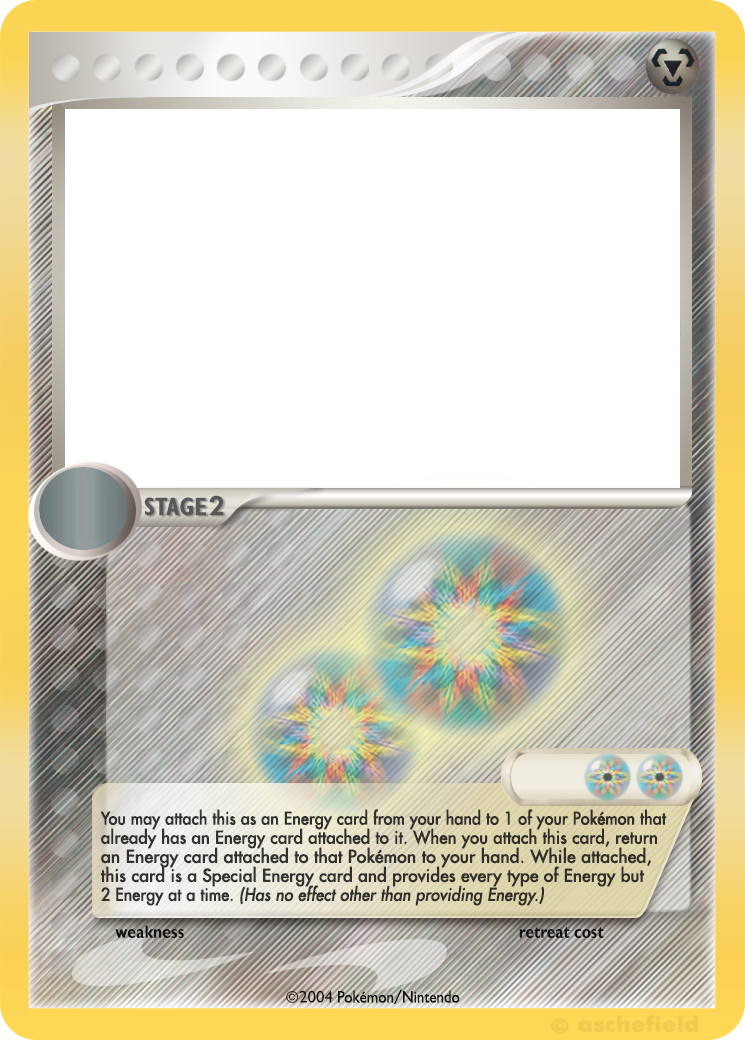 STAGE2
You may attach this as an Energy card from your hand to 1 of your Pokémon that
already has an Energy card attached to it. When you attach this card, return
an Energy card attached to that Pokémon to your hand. While attached,
this card is a Special Energy card and provides every type of Energy but
2 Energy at a time. (Has no effect other than providing Energy.)
weakness
retreat cost
©2004 Pokémon/Nintendo
© aschefield